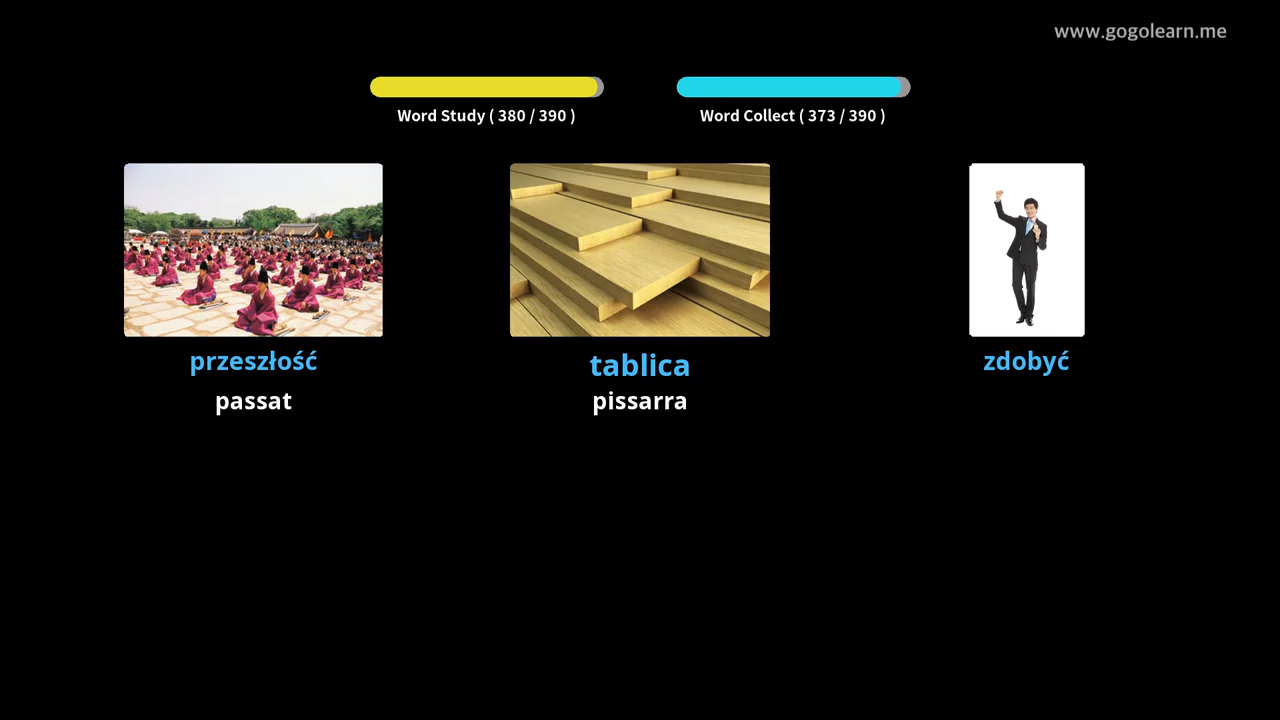 www.gogolearn.me
Word Study ( 380 / 390 )
Word Collect ( 373 / 390 )
przeszłość
tablica
zdobyć
passat
pissarra